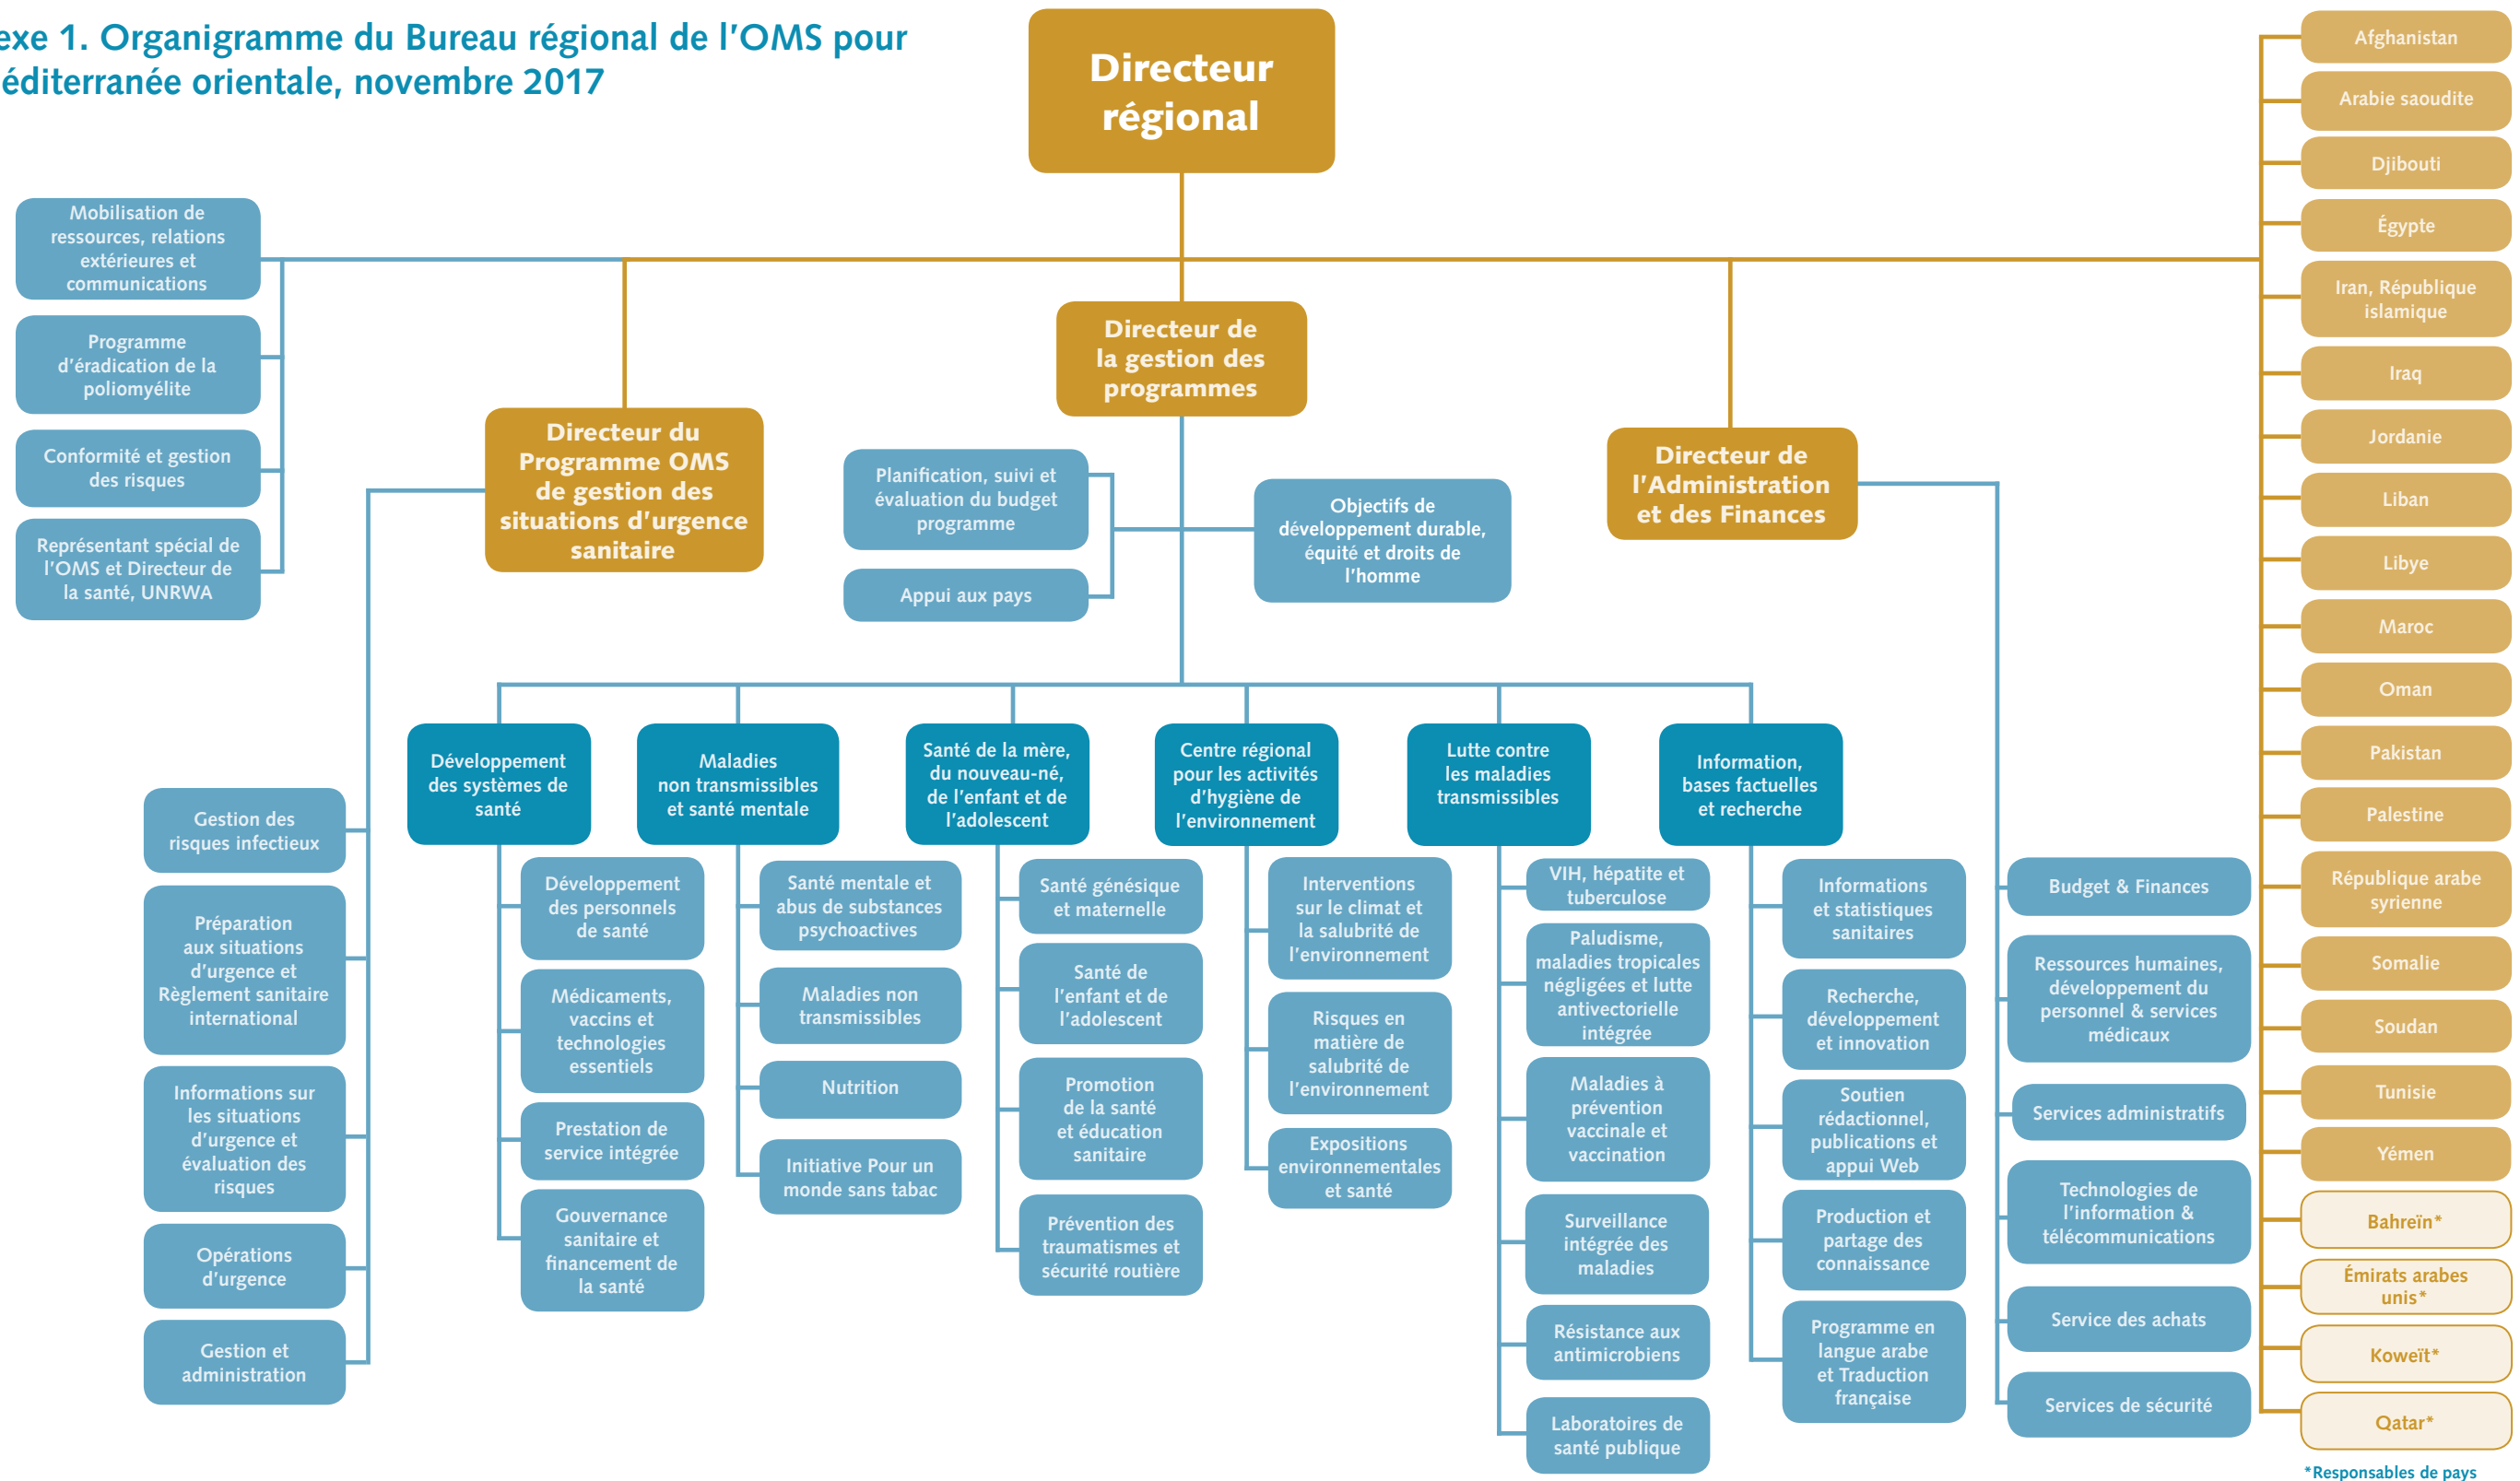 exe 1. Organigramme du Bureau régional de l'OMS pour
éditerranée orientale, novembre 2017
Directeur
régional
Mobilisation de
ressources, relations
extérieures et
communications
Programme
d'éradication de la
poliomyélite
Conformité et gestion
des risques
Représentant spécial de
l'OMS et Directeur de
la santé, UNRWA
Directeur du
Programme OMS
de gestion des
situations d'urgence
sanitaire
Directeur de
la gestion des
programmes
Planification, suivi et
évaluation du budget
programme
Appui aux pays
Objectifs de
développement durable,
équité et droits de
l'homme
Directeur de
l'Administration
et des Finances
Gestion des
risques infectieux
Préparation
aux situations
d'urgence et
Règlement sanitaire
international
Informations sur
les situations
d'urgence et
évaluation des
risques
Opérations
d'urgence
Gestion et
administration
Développement
des systèmes de
santé
Développement
des personnels
de santé
Médicaments,
vaccins et
technologies
essentiels
Prestation de
service intégrée
Gouvernance
sanitaire et
financement de
la santé
Maladies
non transmissibles
et santé mentale
Santé mentale et
abus de substances
psychoactives
Maladies non
transmissibles
Nutrition
Initiative Pour un
monde sans tabac
Santé de la mère,
du nouveau-né,
de l'enfant et de
l'adolescent
Santé génésique
et maternelle
Santé de
l'enfant et de
l'adolescent
Promotion
de la santé
et éducation
sanitaire
Prévention des
traumatismes et
sécurité routière
Centre régional
pour les activités
d'hygiène de
l'environnement
Interventions
sur le climat et
la salubrité de
l'environnement
Risques en
matière de
salubrité de
l'environnement
Expositions
environnementales
et santé
Lutte contre
les maladies
transmissibles
VIH, hépatite et
tuberculose
Paludisme,
maladies tropicales
négligées et lutte
antivectorielle
intégrée
Maladies à
prévention
vaccinale et
vaccination
Surveillance
intégrée des
maladies
Résistance aux
antimicrobiens
Laboratoires de
santé publique
Information,
bases factuelles
et recherche
Informations
et statistiques
sanitaires
Recherche,
développement
et innovation
Soutien
rédactionnel,
publications et
appui Web
Production et
partage des
connaissance
Programme en
langue arabe
et Traduction
française
Budget & Finances
Ressources humaines,
développement du
personnel & services
médicaux
Services administratifs
Technologies de
l'information &
télécommunications
Service des achats
Services de sécurité
Afghanistan
Arabie saoudite
Djibouti
Égypte
Iran, République
islamique
Iraq
Jordanie
Liban
Libye
Maroc
Oman
Pakistan
Palestine
République arabe
syrienne
Somalie
Soudan
Tunisie
Yémen
Bahreïn*
Émirats arabes
unis*
Koweït*
Qatar*
*Responsables de pays